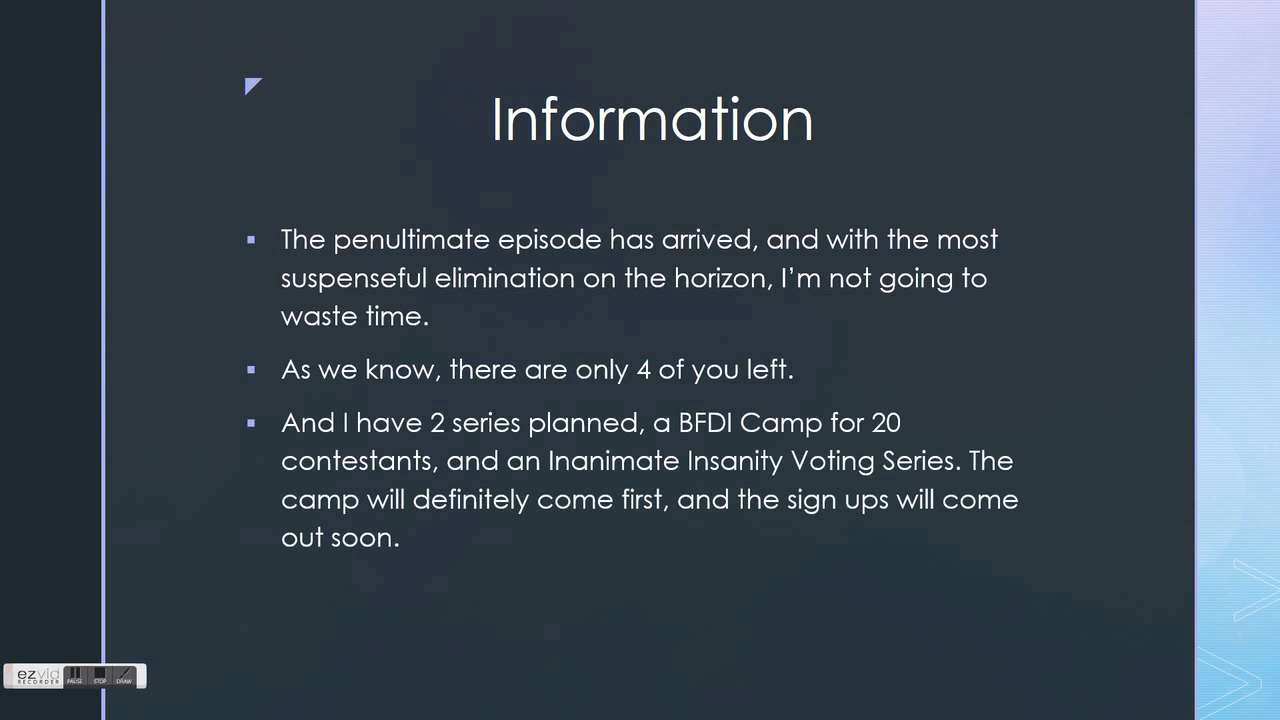 Information
The penultimate episode has arrived, and with the most
suspenseful elimination on the horizon, I’m not going to
waste time.
As we know, there are only 4 of you left.
And I have 2 series planned, a BFDI Camp for 20
contestants, and an Inanimate Insanity Voting Series. The
camp will definitely come first, and the sign ups will come
out soon.
ezvid
RECORDER
PAUSE STOP DRAW